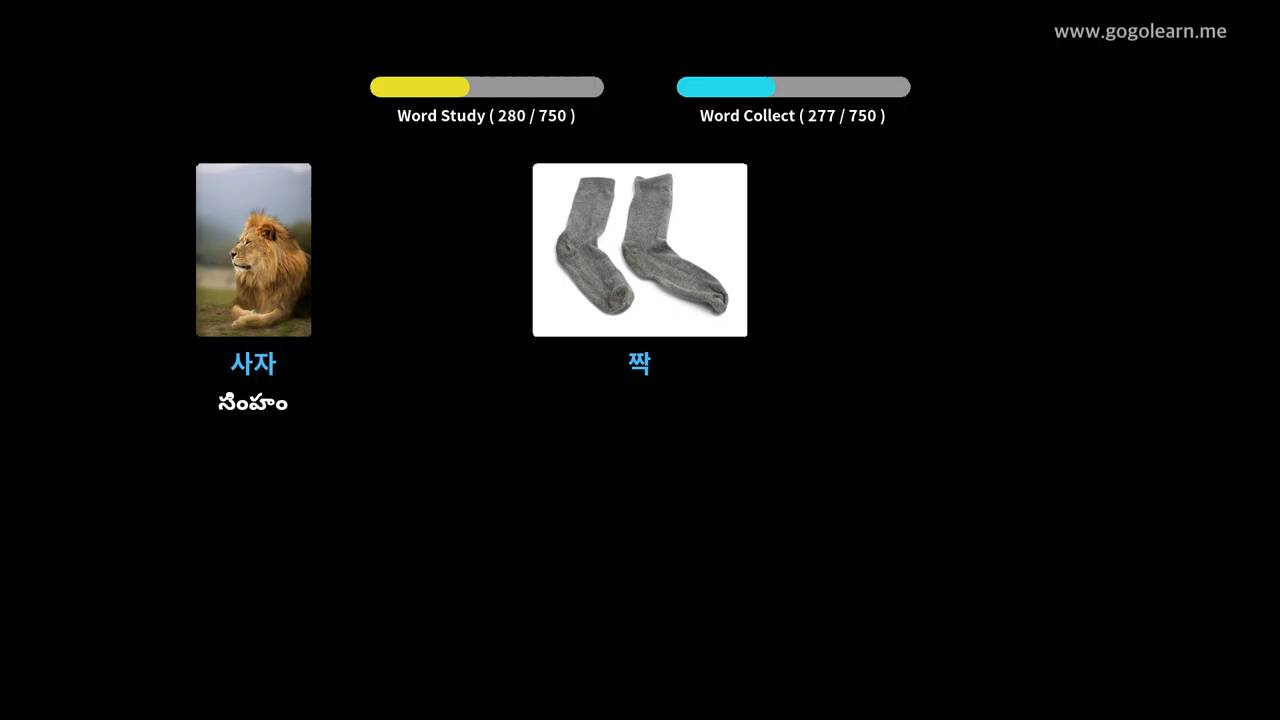 www.gogolearn.me
Word Study ( 280 / 750 )
Word Collect ( 277 / 750 )
사자
짝
సింహం